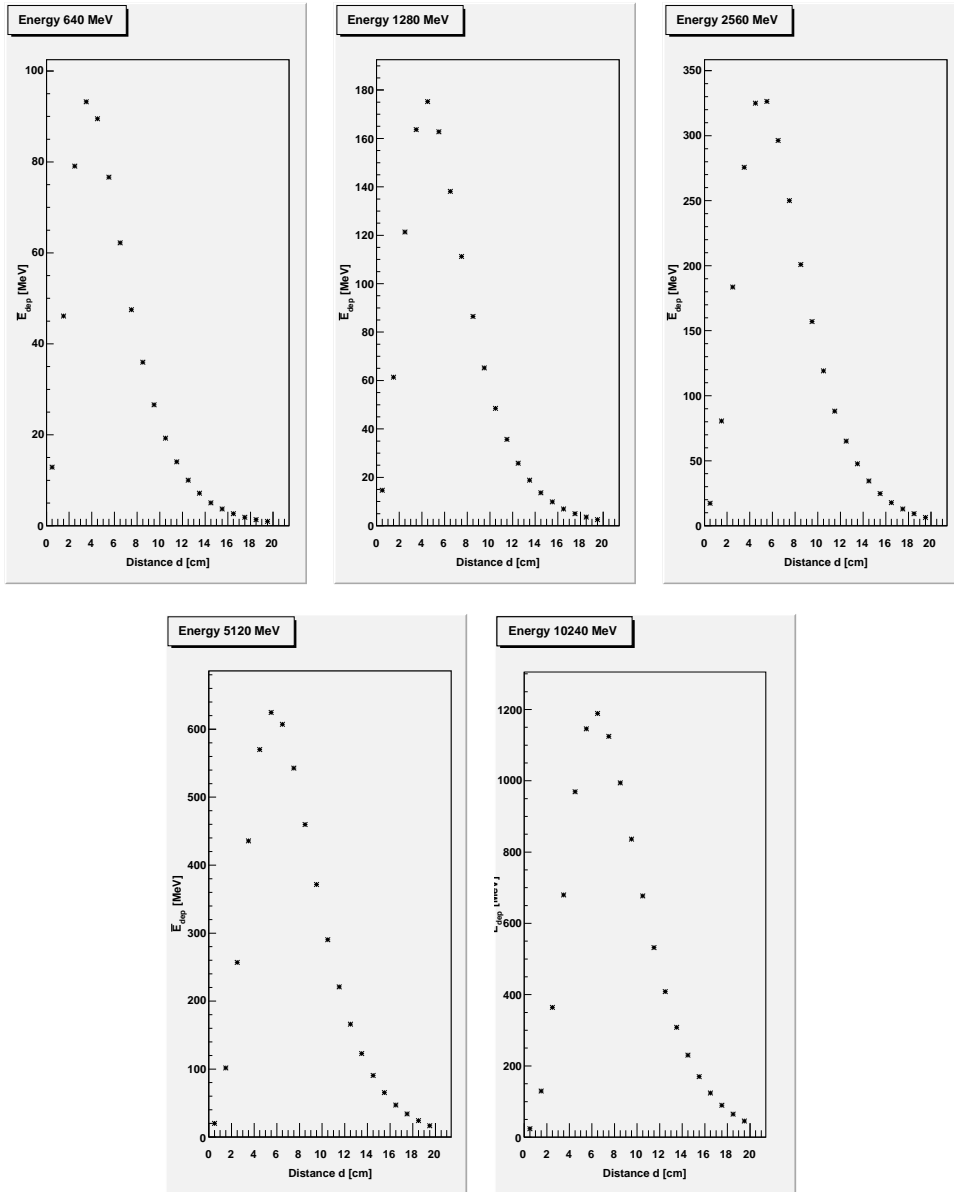 Energy 640 MeV
100
80
60
40
20
0
E̅dep [MeV]
0 2 4 6 8 10 12 14 16 18 20
Distance d [cm]
Energy 1280 MeV
180
160
140
120
100
80
60
40
20
0
E̅dep [MeV]
0 2 4 6 8 10 12 14 16 18 20
Distance d [cm]
Energy 2560 MeV
350
300
250
200
150
100
50
0
E̅dep [MeV]
0 2 4 6 8 10 12 14 16 18 20
Distance d [cm]
Energy 5120 MeV
600
500
400
300
200
100
0
E̅dep [MeV]
0 2 4 6 8 10 12 14 16 18 20
Distance d [cm]
Energy 10240 MeV
1200
1000
800
600
400
200
0
Edep [MeV]
0 2 4 6 8 10 12 14 16 18 20
Distance d [cm]